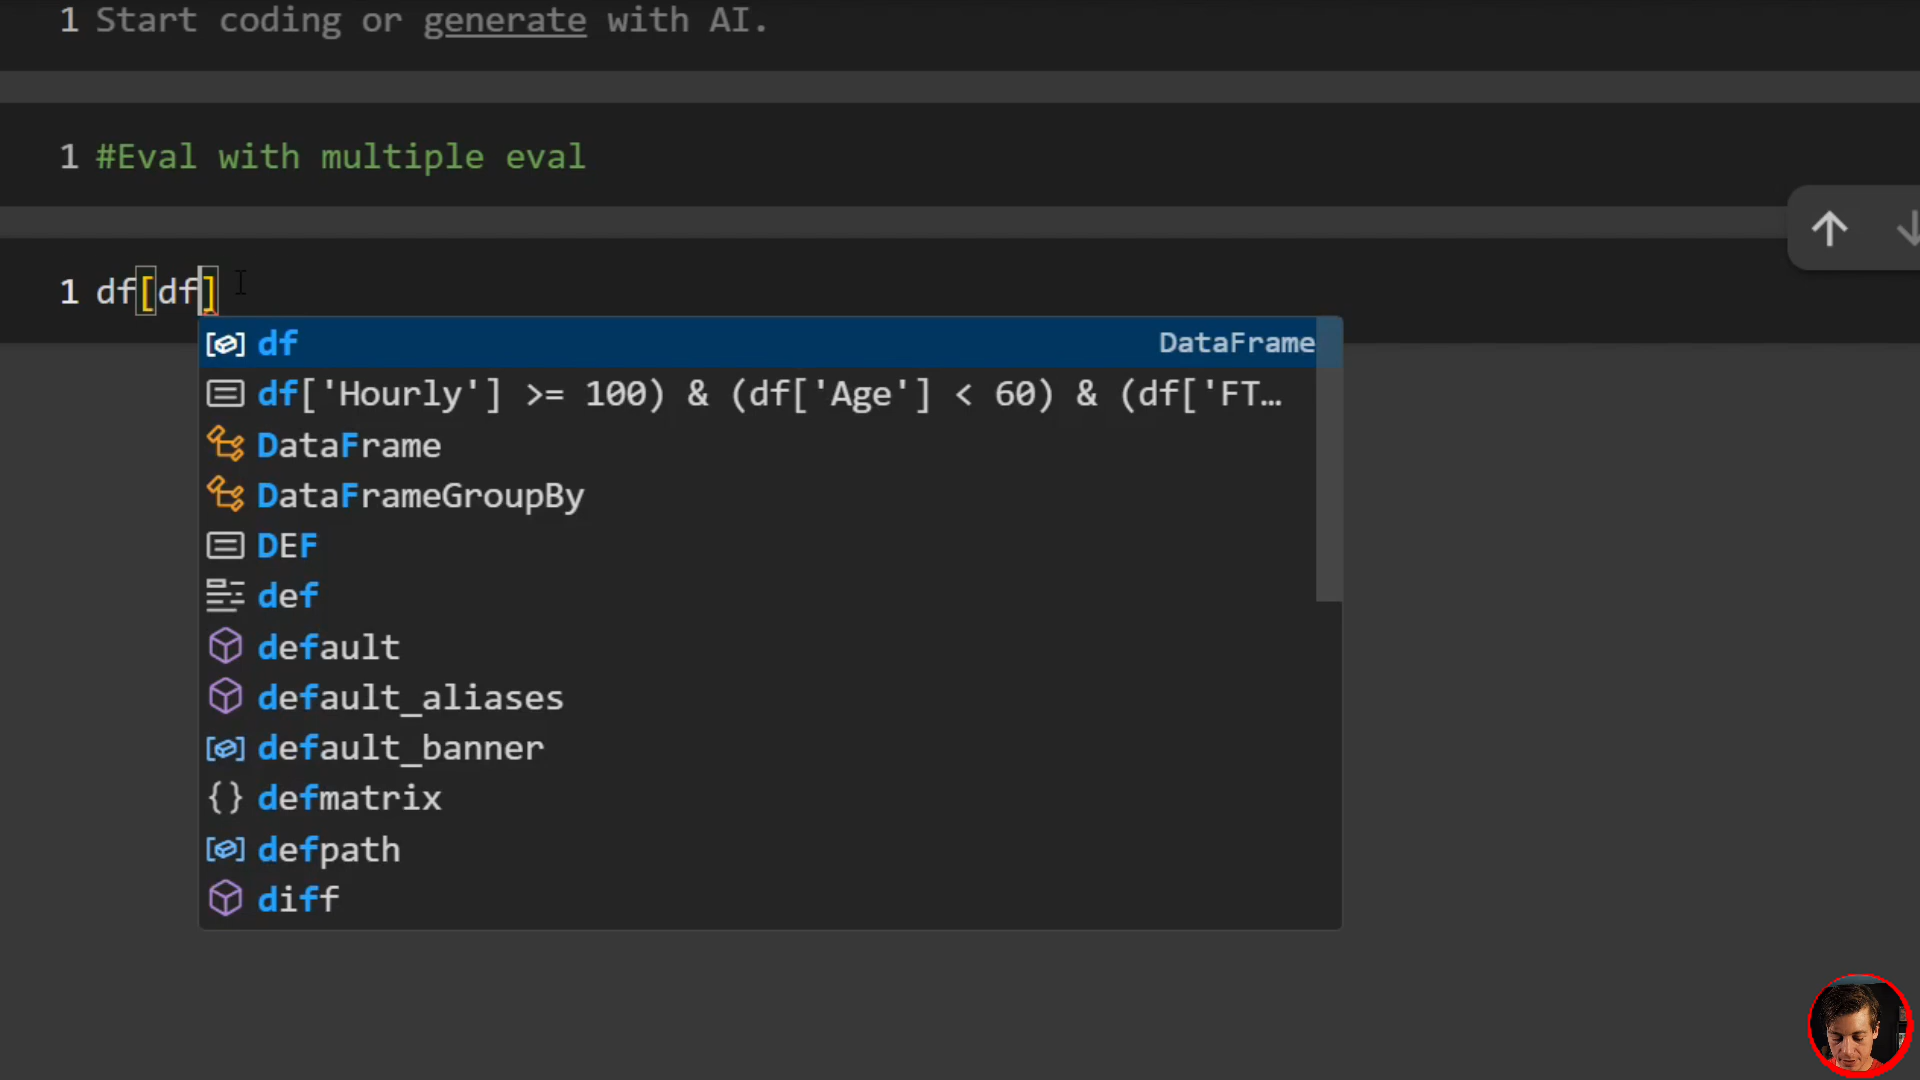 1 Start coding or generate with AI.
1 #Eval with multiple eval
1 df[df]
df DataFrame
df['Hourly'] >= 100) & (df['Age'] < 60) & (df['FT…
DataFrame
DataFrameGroupBy
DEF
def
default
default_aliases
default_banner
defmatrix
defpath
diff